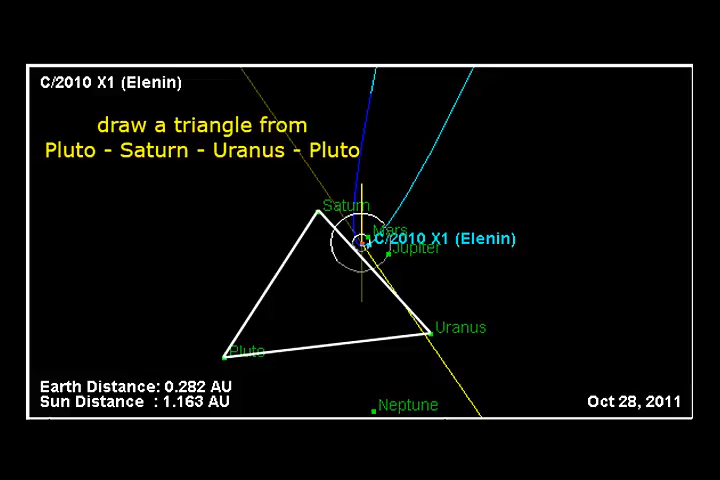 C/2010 X1 (Elenin)
draw a triangle from
Pluto - Saturn - Uranus - Pluto
Saturn
Mars
C/2010 X1 (Elenin)
Jupiter
Uranus
Pluto
Earth Distance: 0.282 AU
Sun Distance : 1.163 AU
Oct 28, 2011
Neptune